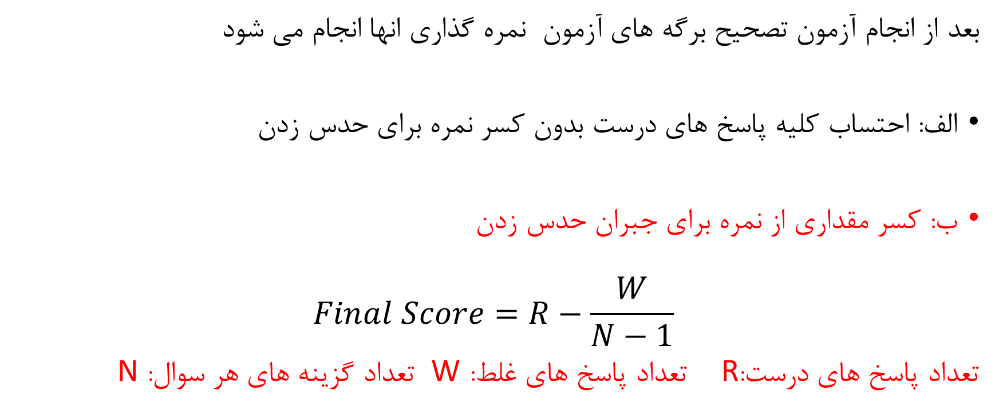 بعد از انجام آزمون تصحیح برگه های آزمون  نمره گذاری انها انجام می شود
• الف: احتساب کلیه پاسخ های درست بدون کسر نمره برای حدس زدن
• ب: کسر مقداری از نمره برای جبران حدس زدن
Final Score = R − W / (N − 1)
تعداد پاسخ های درست:R    تعداد پاسخ های غلط: W  تعداد گزینه های هر سوال: N